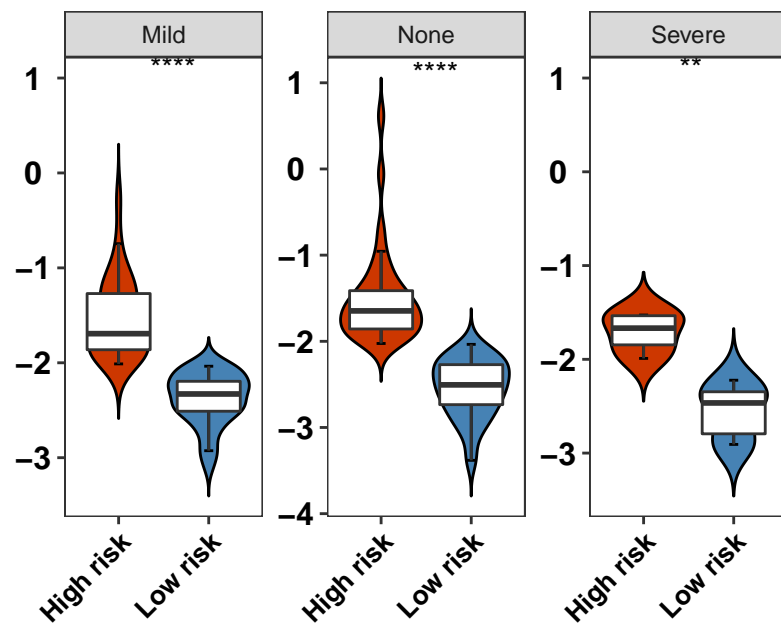 Mild None Severe
**** **** **
1 1 1
0 0 0
−1 −1 −1
−2 −2 −2
−3 −3 −3
−4
High risk Low risk High risk Low risk High risk Low risk